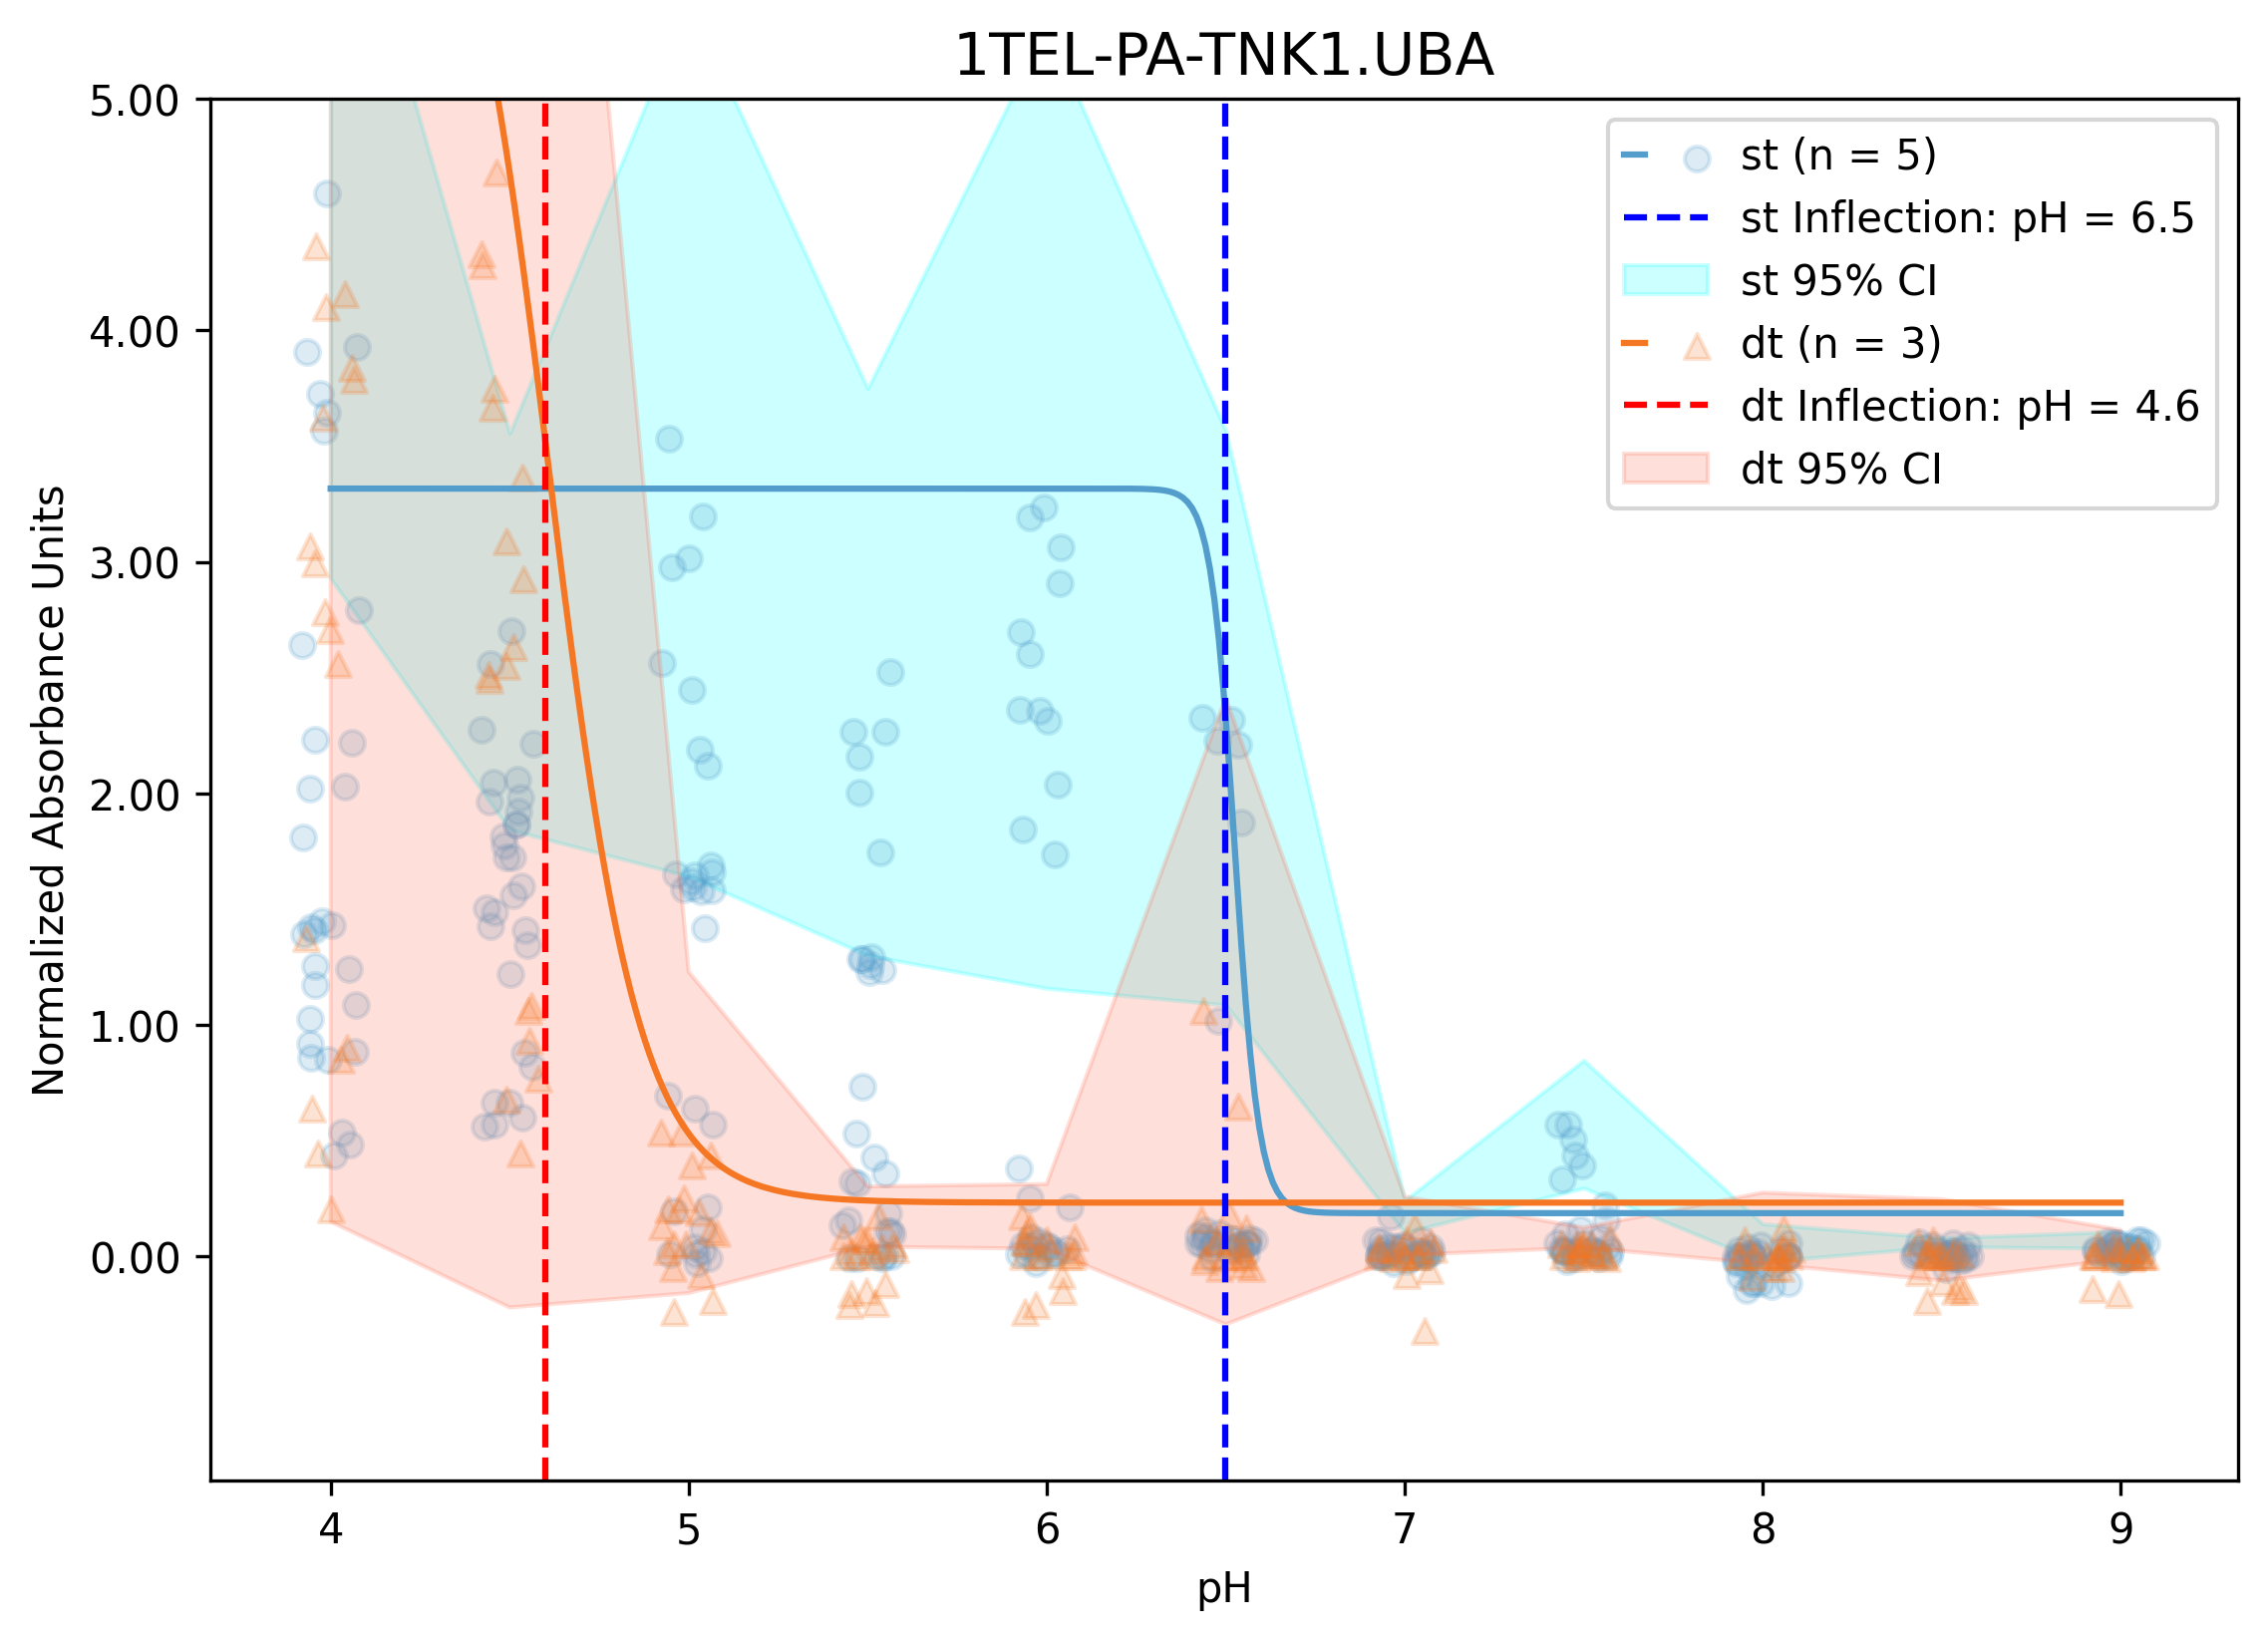 1TEL-PA-TNK1.UBA
5.00
4.00
3.00
2.00
1.00
0.00
Normalized Absorbance Units
st (n = 5)
st Inflection: pH = 6.5
st 95% CI
dt (n = 3)
dt Inflection: pH = 4.6
dt 95% CI
4 5 6 7 8 9
pH